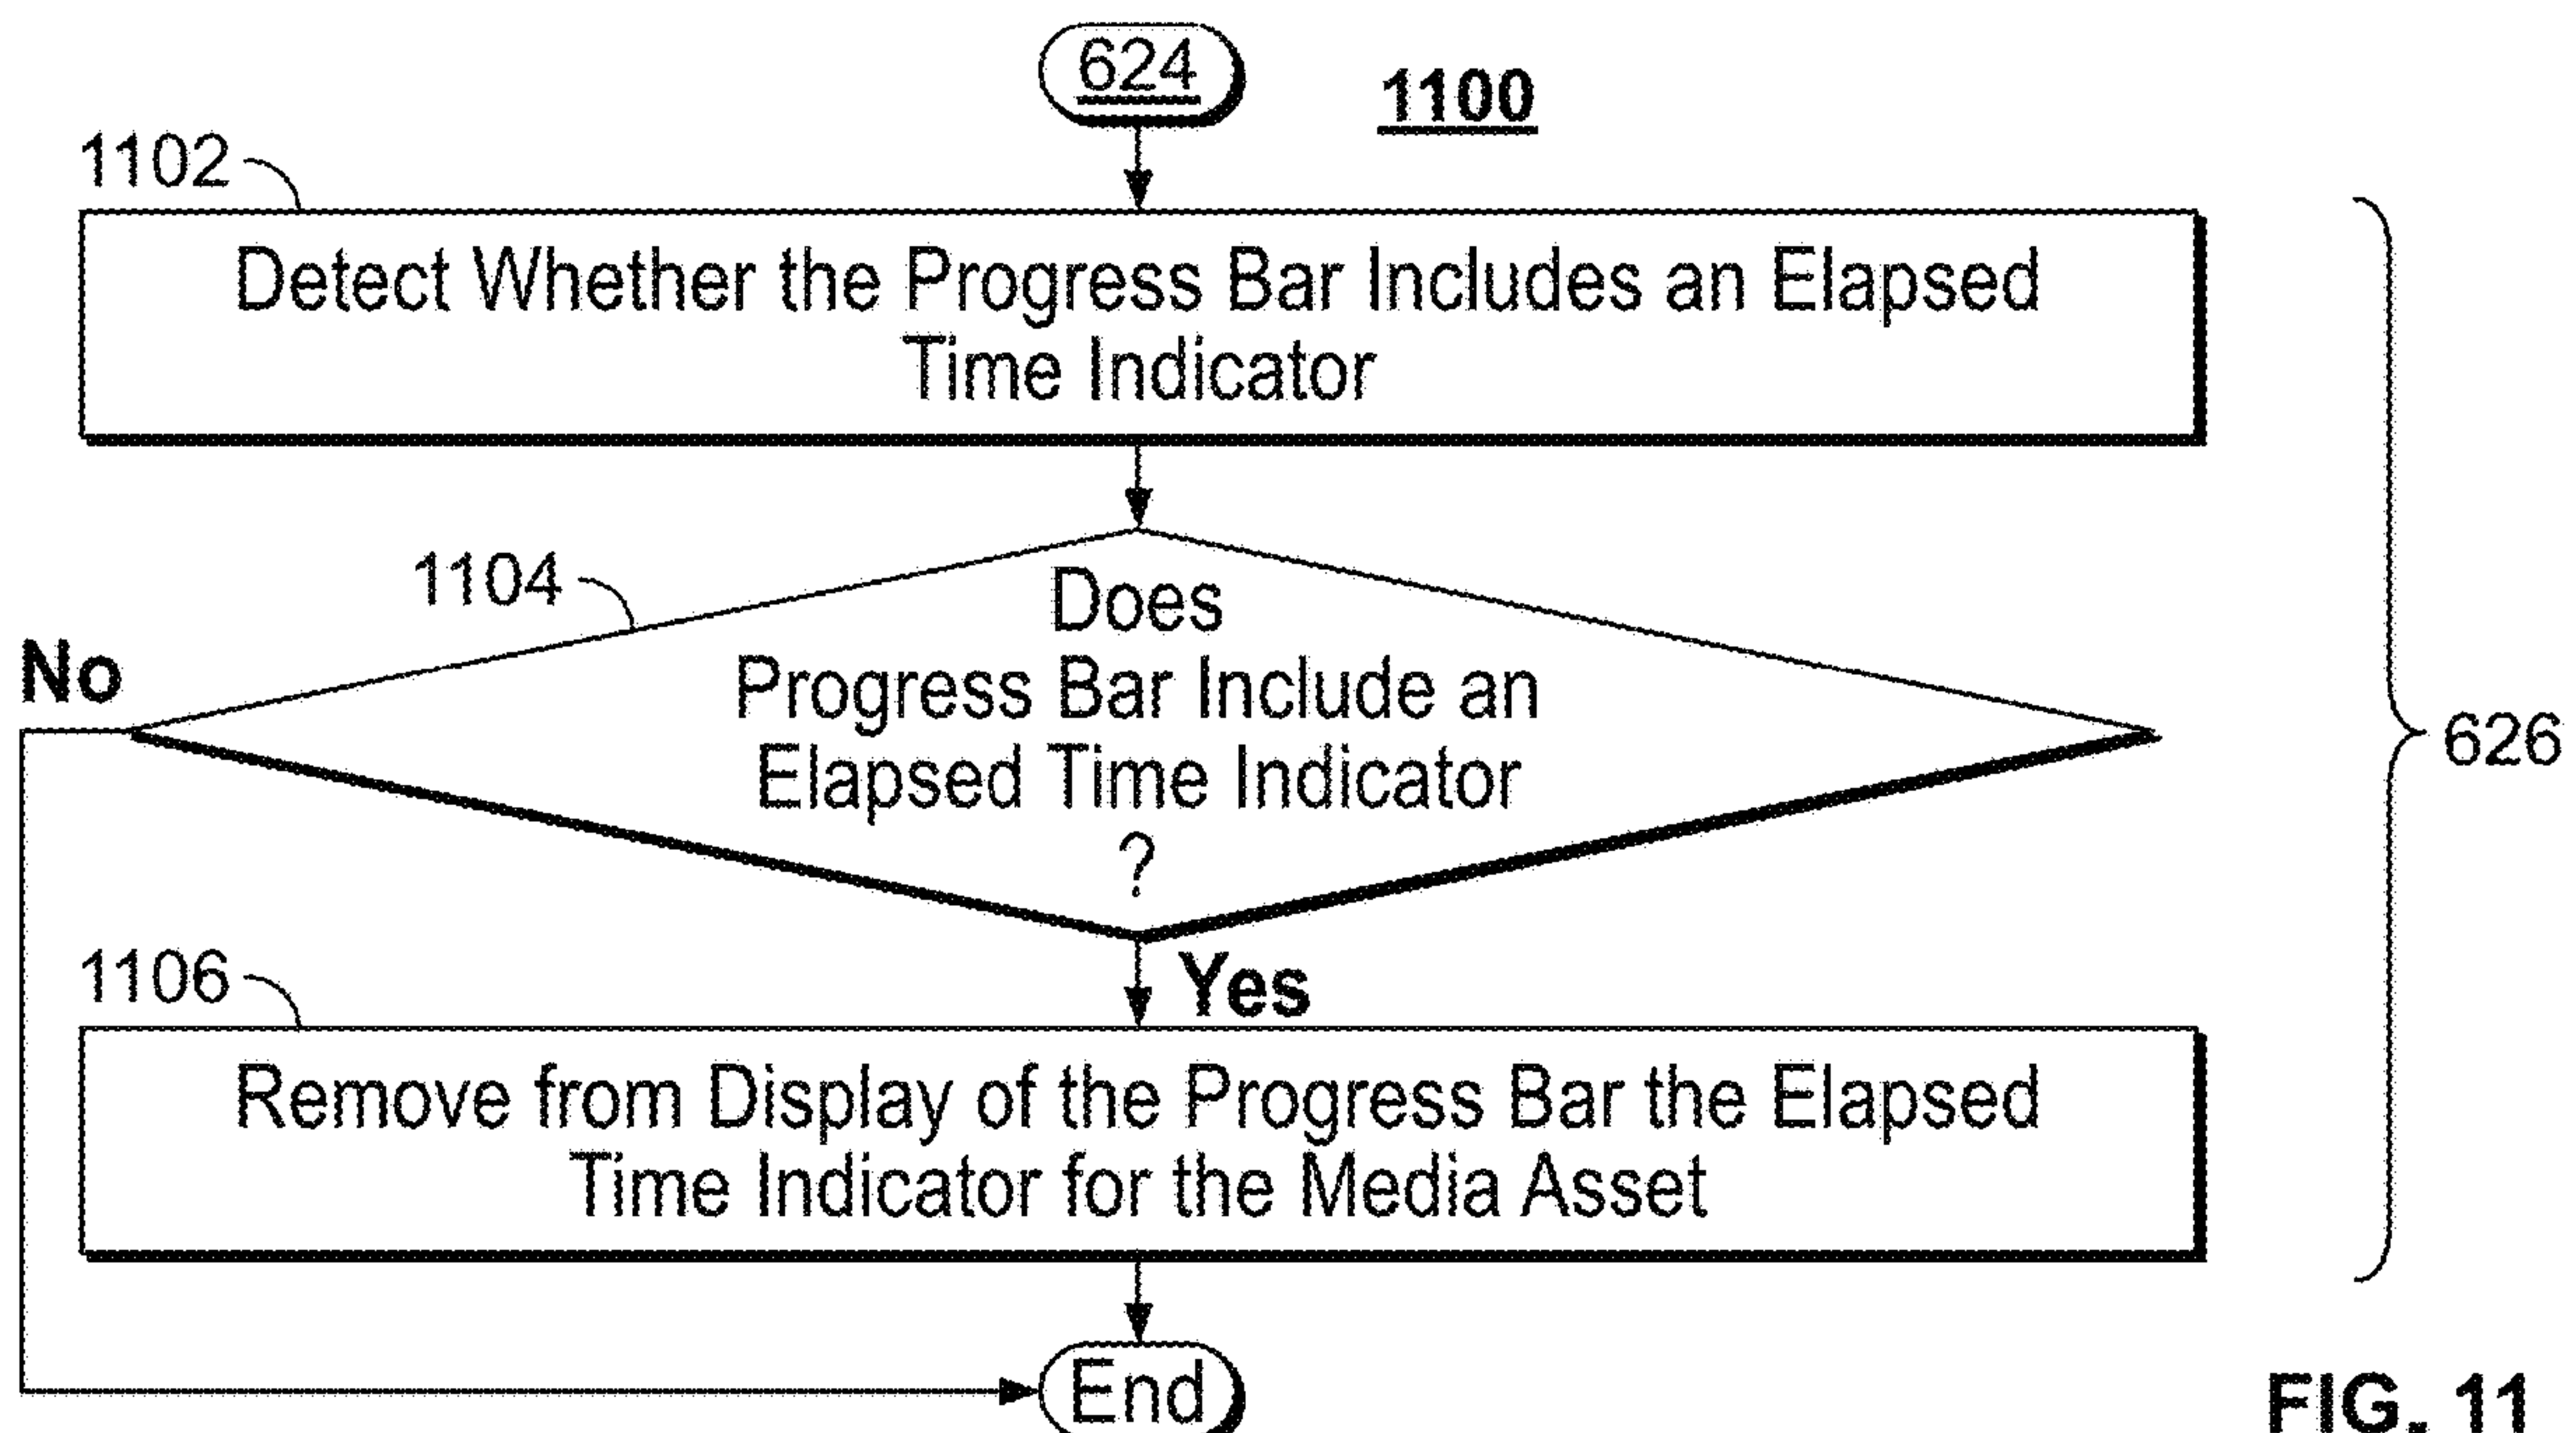 624
1100
1102
Detect Whether the Progress Bar Includes an Elapsed
Time Indicator
1104
Does
Progress Bar Include an
Elapsed Time Indicator
?
No
626
Yes
1106
Remove from Display of the Progress Bar the Elapsed
Time Indicator for the Media Asset
End
FIG. 11